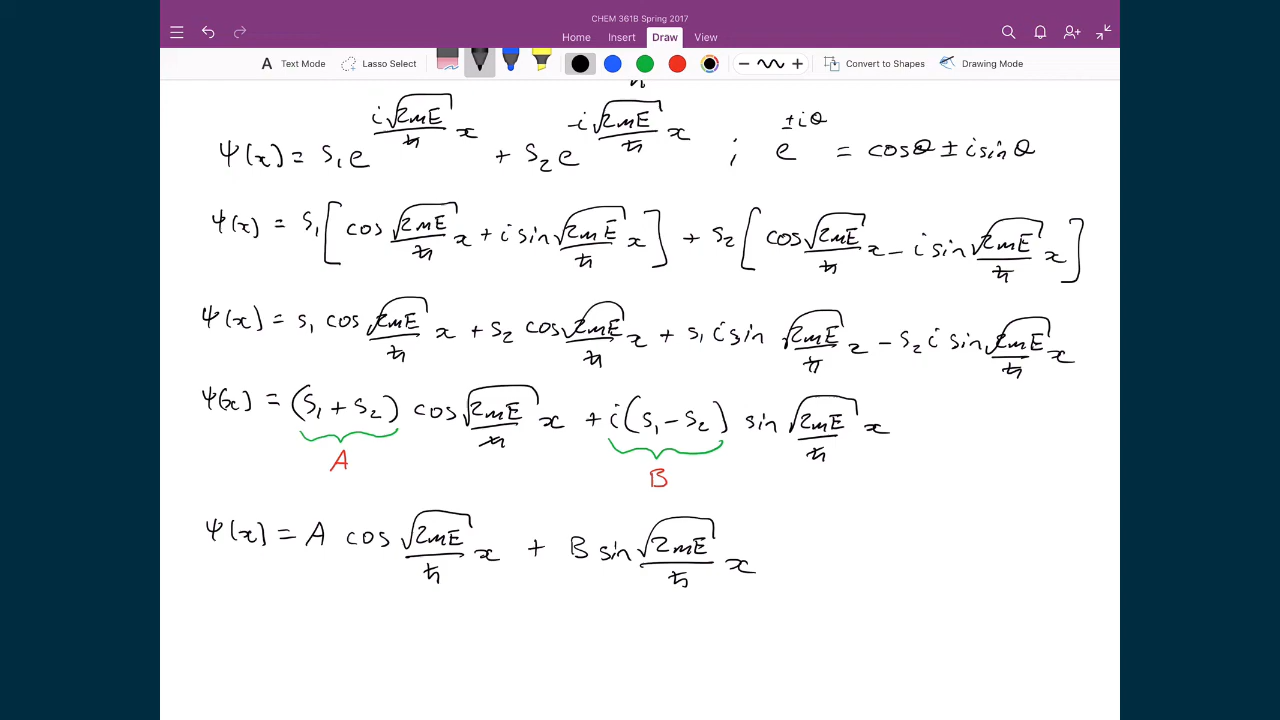 CHEM 361B Spring 2017
Home Insert Draw View
A Text Mode Lasso Select Convert to Shapes Drawing Mode
ħ
ψ(x) = s₁e^(i√(2mE)/ħ x) + s₂e^(-i√(2mE)/ħ x) ; e^(±iθ) = cosθ ± i sinθ
ψ(x) = s₁[cos √(2mE)/ħ x + i sin √(2mE)/ħ x] + s₂[cos √(2mE)/ħ x - i sin √(2mE)/ħ x]
ψ(x) = s₁ cos √(2mE)/ħ x + s₂ cos √(2mE)/ħ x + s₁ i sin √(2mE)/ħ x - s₂ i sin √(2mE)/ħ x
ψ(x) = (s₁ + s₂) cos √(2mE)/ħ x + i(s₁ - s₂) sin √(2mE)/ħ x
A B
ψ(x) = A cos √(2mE)/ħ x + B sin √(2mE)/ħ x